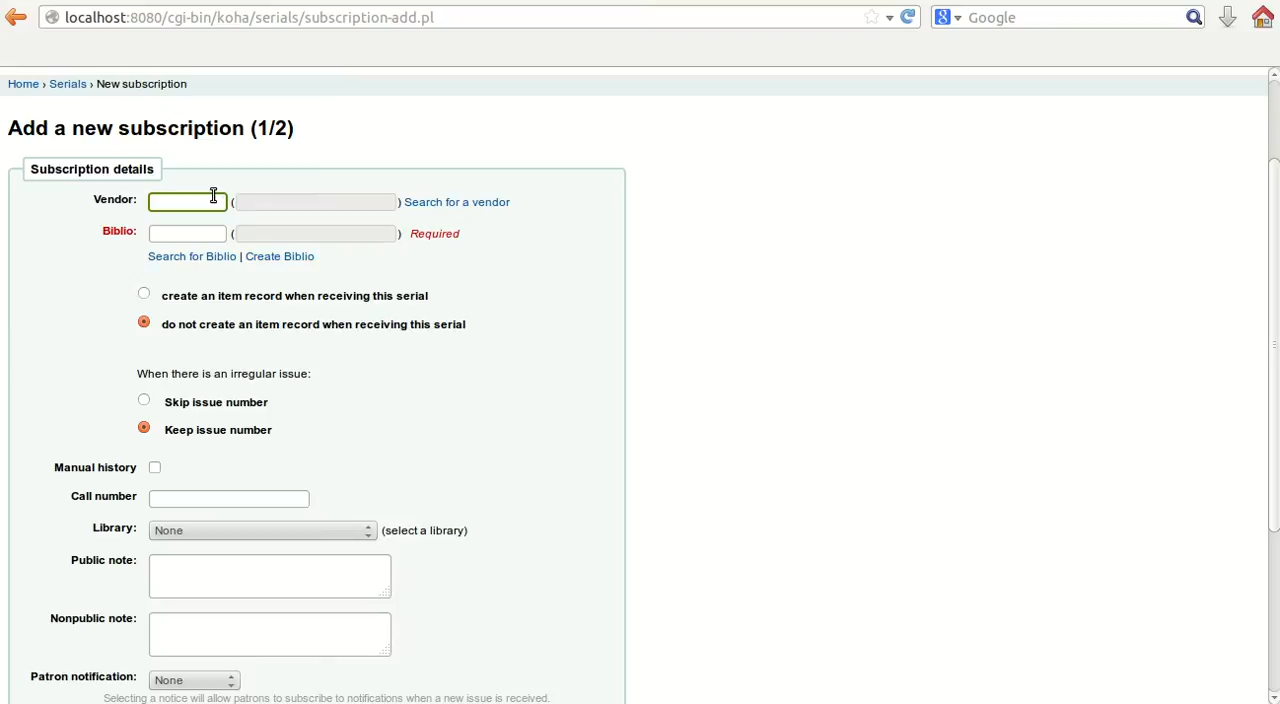 localhost:8080/cgi-bin/koha/serials/subscription-add.pl
Google
Home › Serials › New subscription
Add a new subscription (1/2)
Subscription details
Vendor: ( ) Search for a vendor
Biblio: ( ) Required
Search for Biblio | Create Biblio
create an item record when receiving this serial
do not create an item record when receiving this serial
When there is an irregular issue:
Skip issue number
Keep issue number
Manual history
Call number
Library: None (select a library)
Public note:
Nonpublic note:
Patron notification: None
Selecting a notice will allow patrons to subscribe to notifications when a new issue is received.